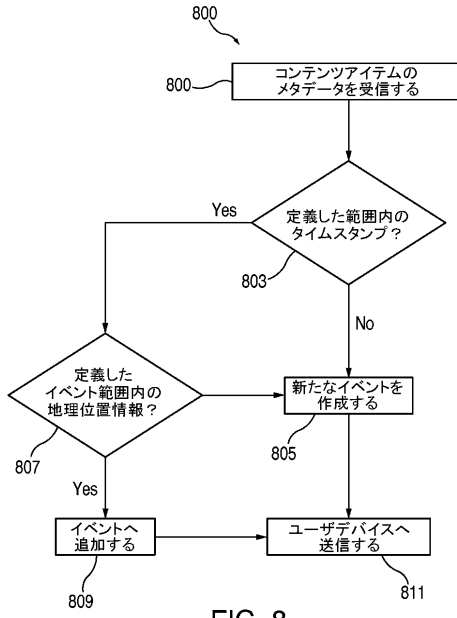 800
コンテンツアイテムの
メタデータを受信する
800
Yes
定義した範囲内の
タイムスタンプ？
803
No
定義した
イベント範囲内の
地理位置情報？
807
新たなイベントを
作成する
805
Yes
イベントへ
追加する
809
ユーザデバイスへ
送信する
811
FIG. 8